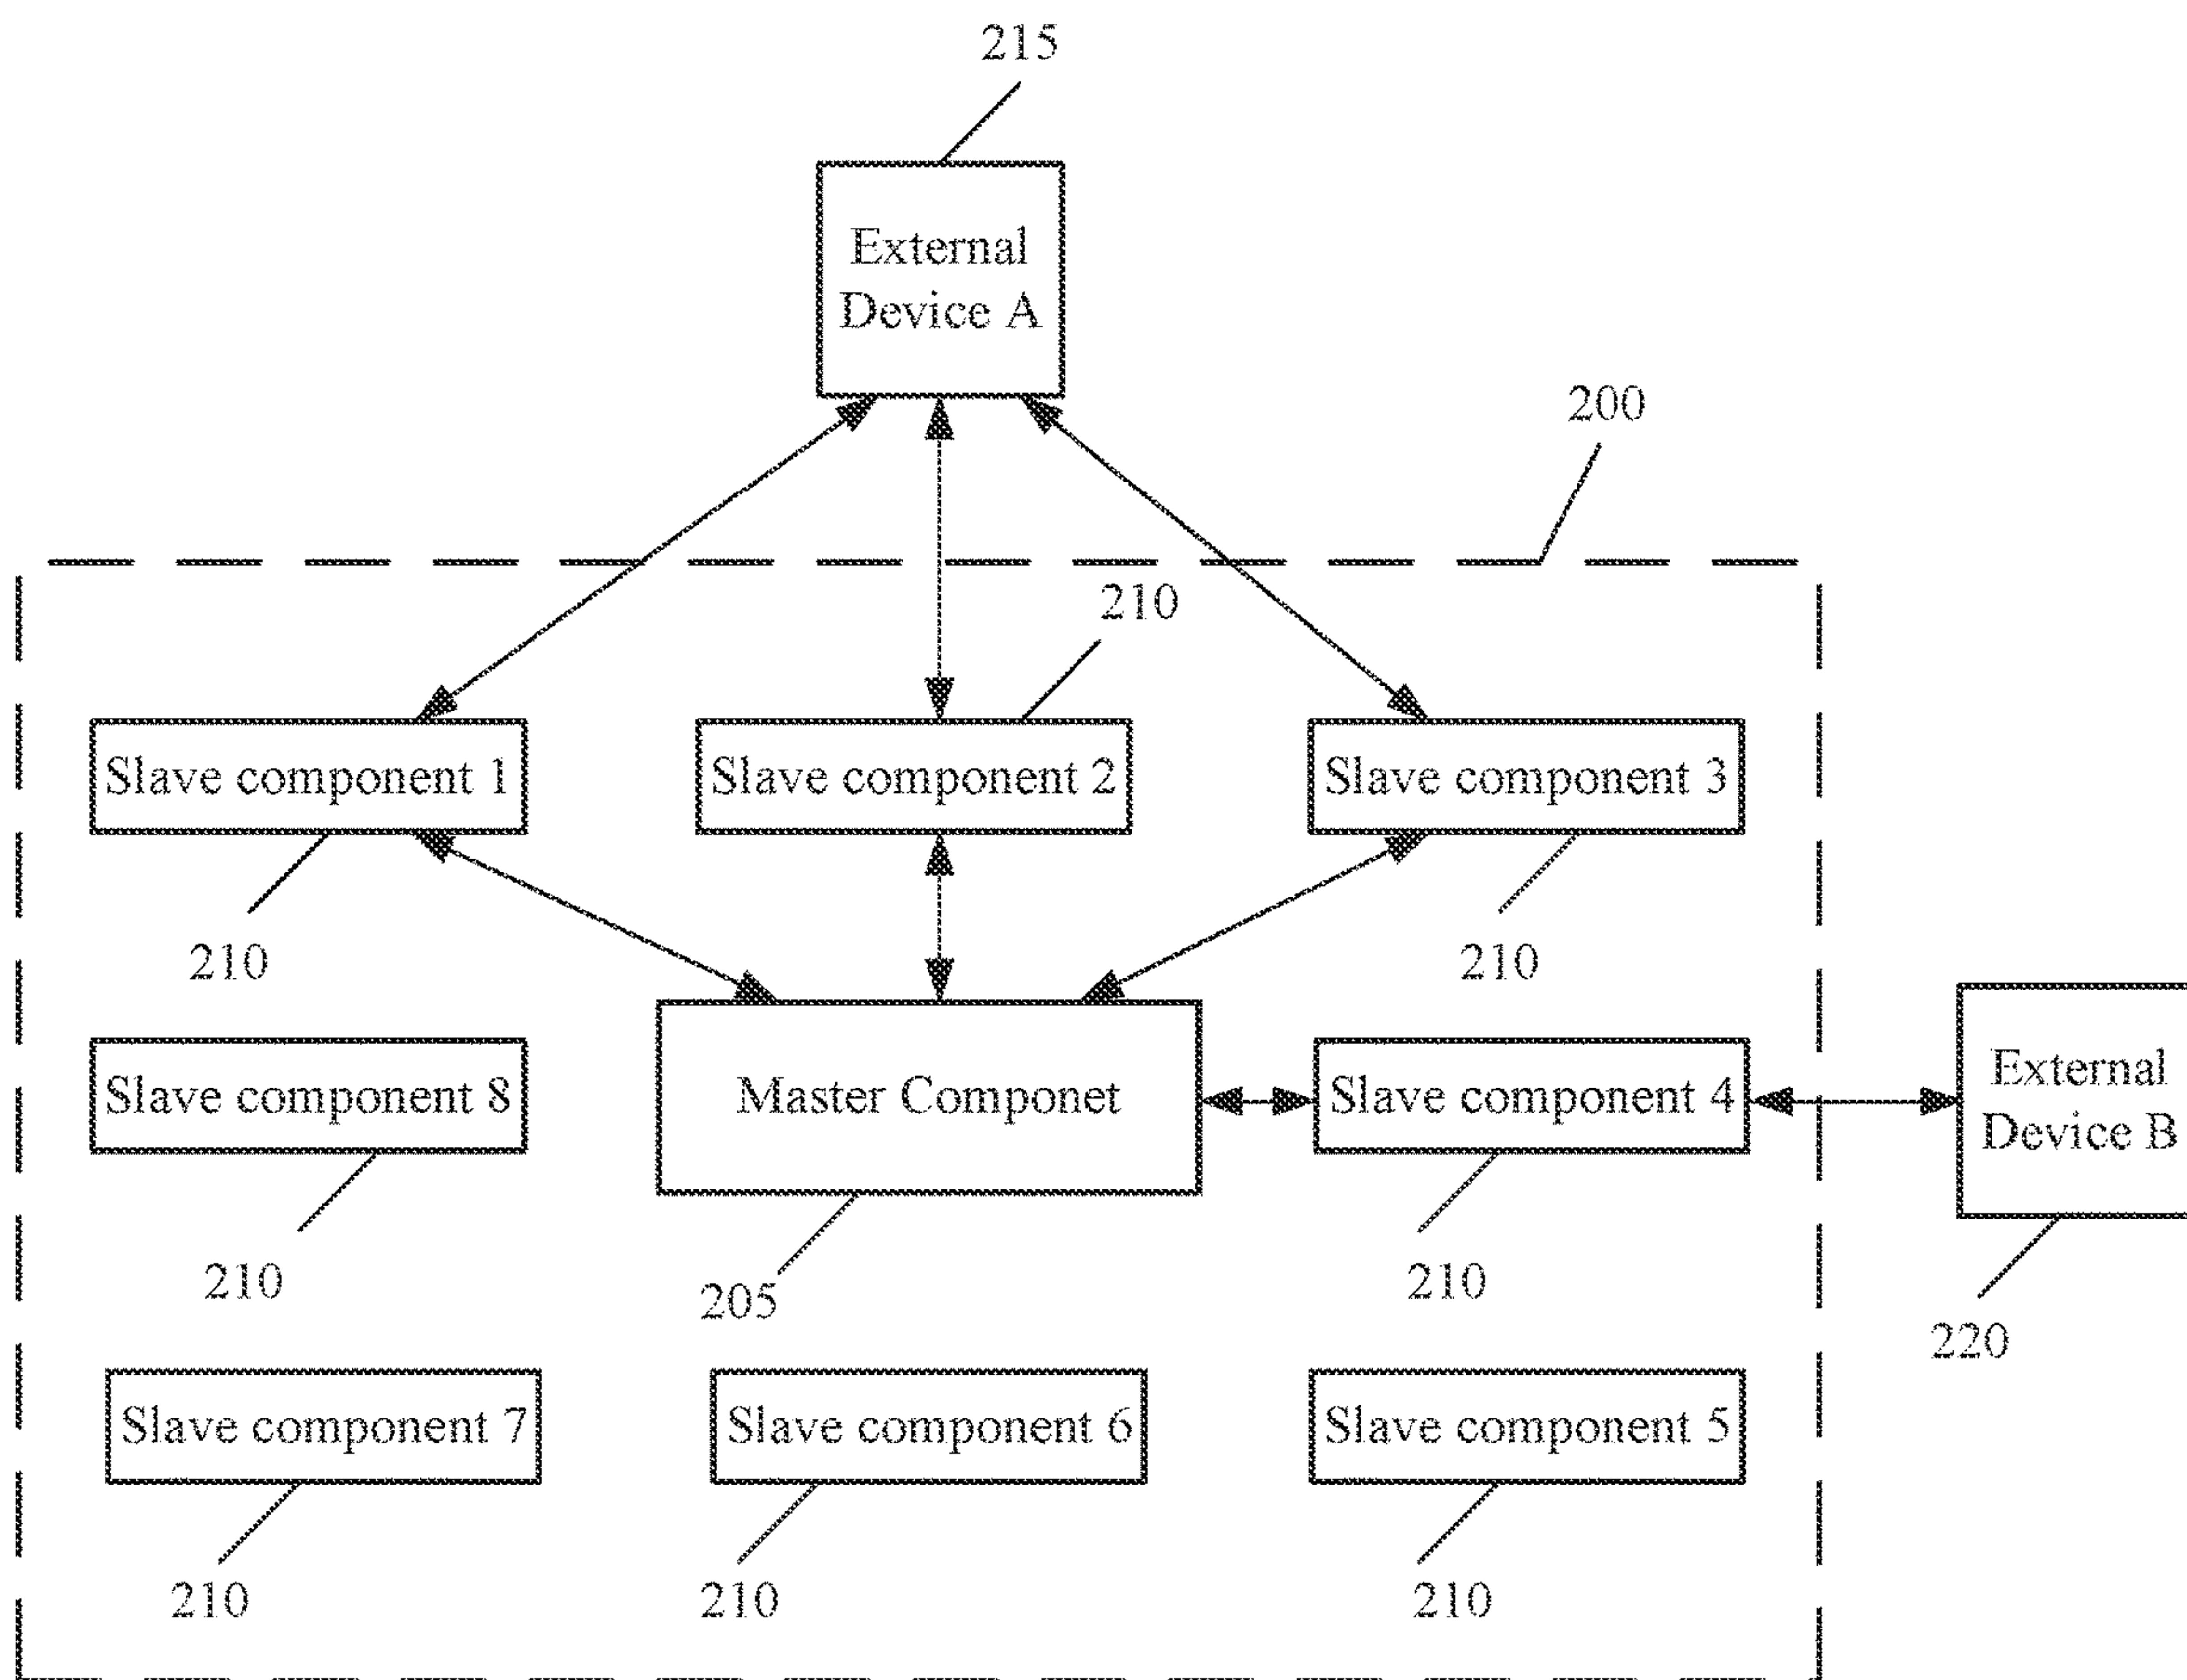 215
External
Device A
200
210
Slave component 1
Slave component 2
Slave component 3
210
210
Slave component 8
Master Componet
Slave component 4
External
Device B
210
205
210
220
Slave component 7
Slave component 6
Slave component 5
210
210
210